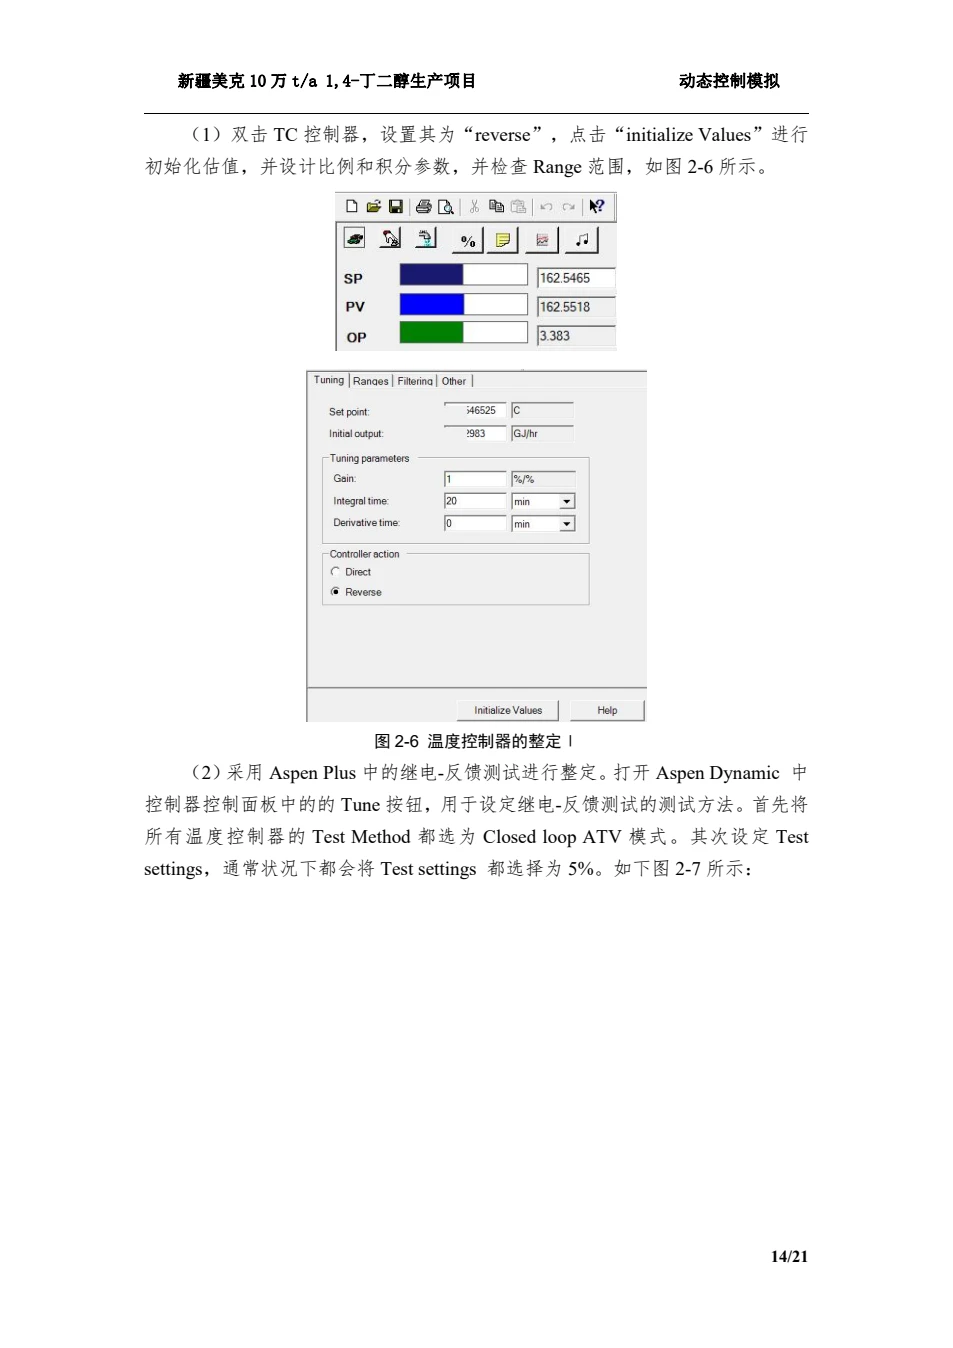 新疆美克 10 万 t/a 1,4-丁二醇生产项目 动态控制模拟
（1）双击 TC 控制器，设置其为“reverse”，点击“initialize Values”进行
初始化估值，并设计比例和积分参数，并检查 Range 范围，如图 2-6 所示。
%
SP 162.5465
PV 162.5518
OP 3.383
Tuning Ranges Filtering Other
Set point: 46525 C
Initial output: 2983 GJ/hr
Tuning parameters
Gain: 1 %/%
Integral time: 20 min
Derivative time: 0 min
Controller action
Direct
Reverse
Initialize Values Help
图 2-6 温度控制器的整定 I
（2）采用 Aspen Plus 中的继电-反馈测试进行整定。打开 Aspen Dynamic 中
控制器控制面板中的的 Tune 按钮，用于设定继电-反馈测试的测试方法。首先将
所有温度控制器的 Test Method 都选为 Closed loop ATV 模式。其次设定 Test
settings，通常状况下都会将 Test settings 都选择为 5%。如下图 2-7 所示：
14/21